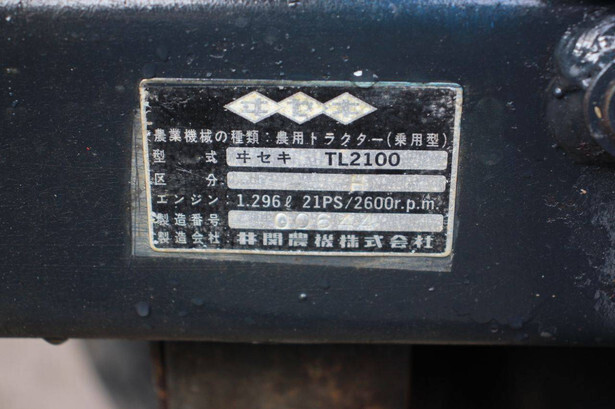 ヰセキ
農業機械の種類:農用トラクター(乗用型)
型式 ヰセキ TL2100
区分
エンジン:1.296ℓ 21PS/2600r.p.m.
製造番号
製造会社 井関農機株式会社